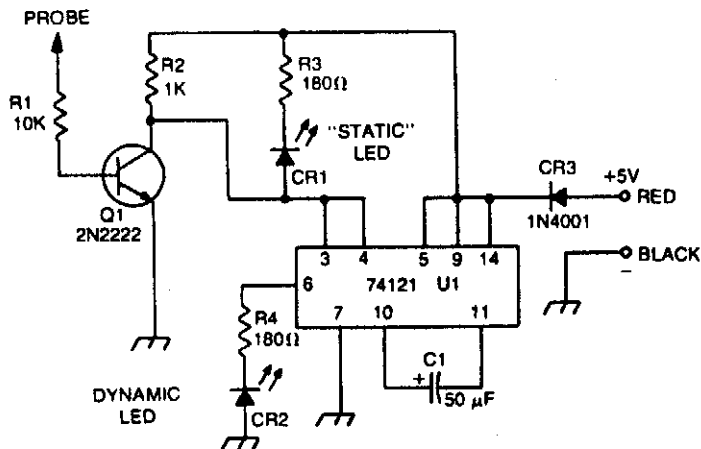 PROBE
R1
10K
R2
1K
R3
180Ω
"STATIC"
LED
CR1
Q1
2N2222
CR3
1N4001
+5V
RED
BLACK
−
3 4 5 9 14
6 74121 U1
7 10 11
R4
180Ω
C1
+
50 µF
DYNAMIC
LED
CR2